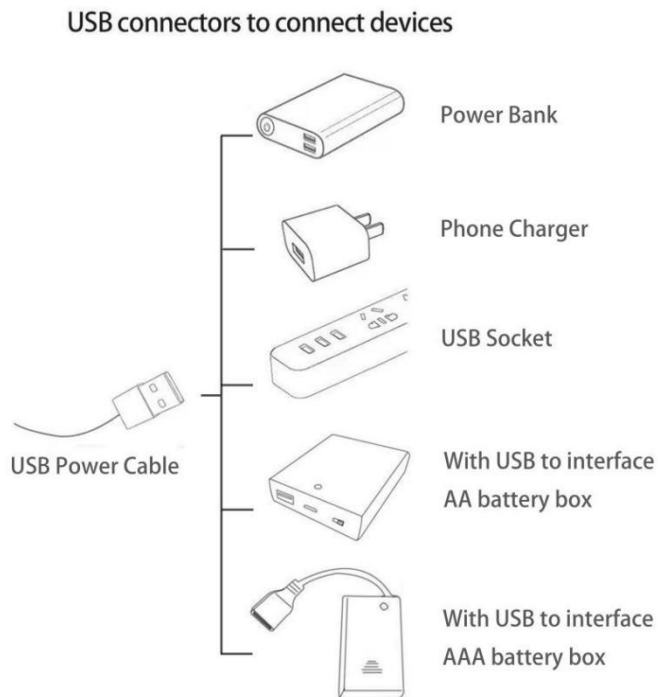 USB connectors to connect devices
Power Bank
Phone Charger
USB Socket
USB Power Cable
With USB to interface
AA battery box
With USB to interface
AAA battery box